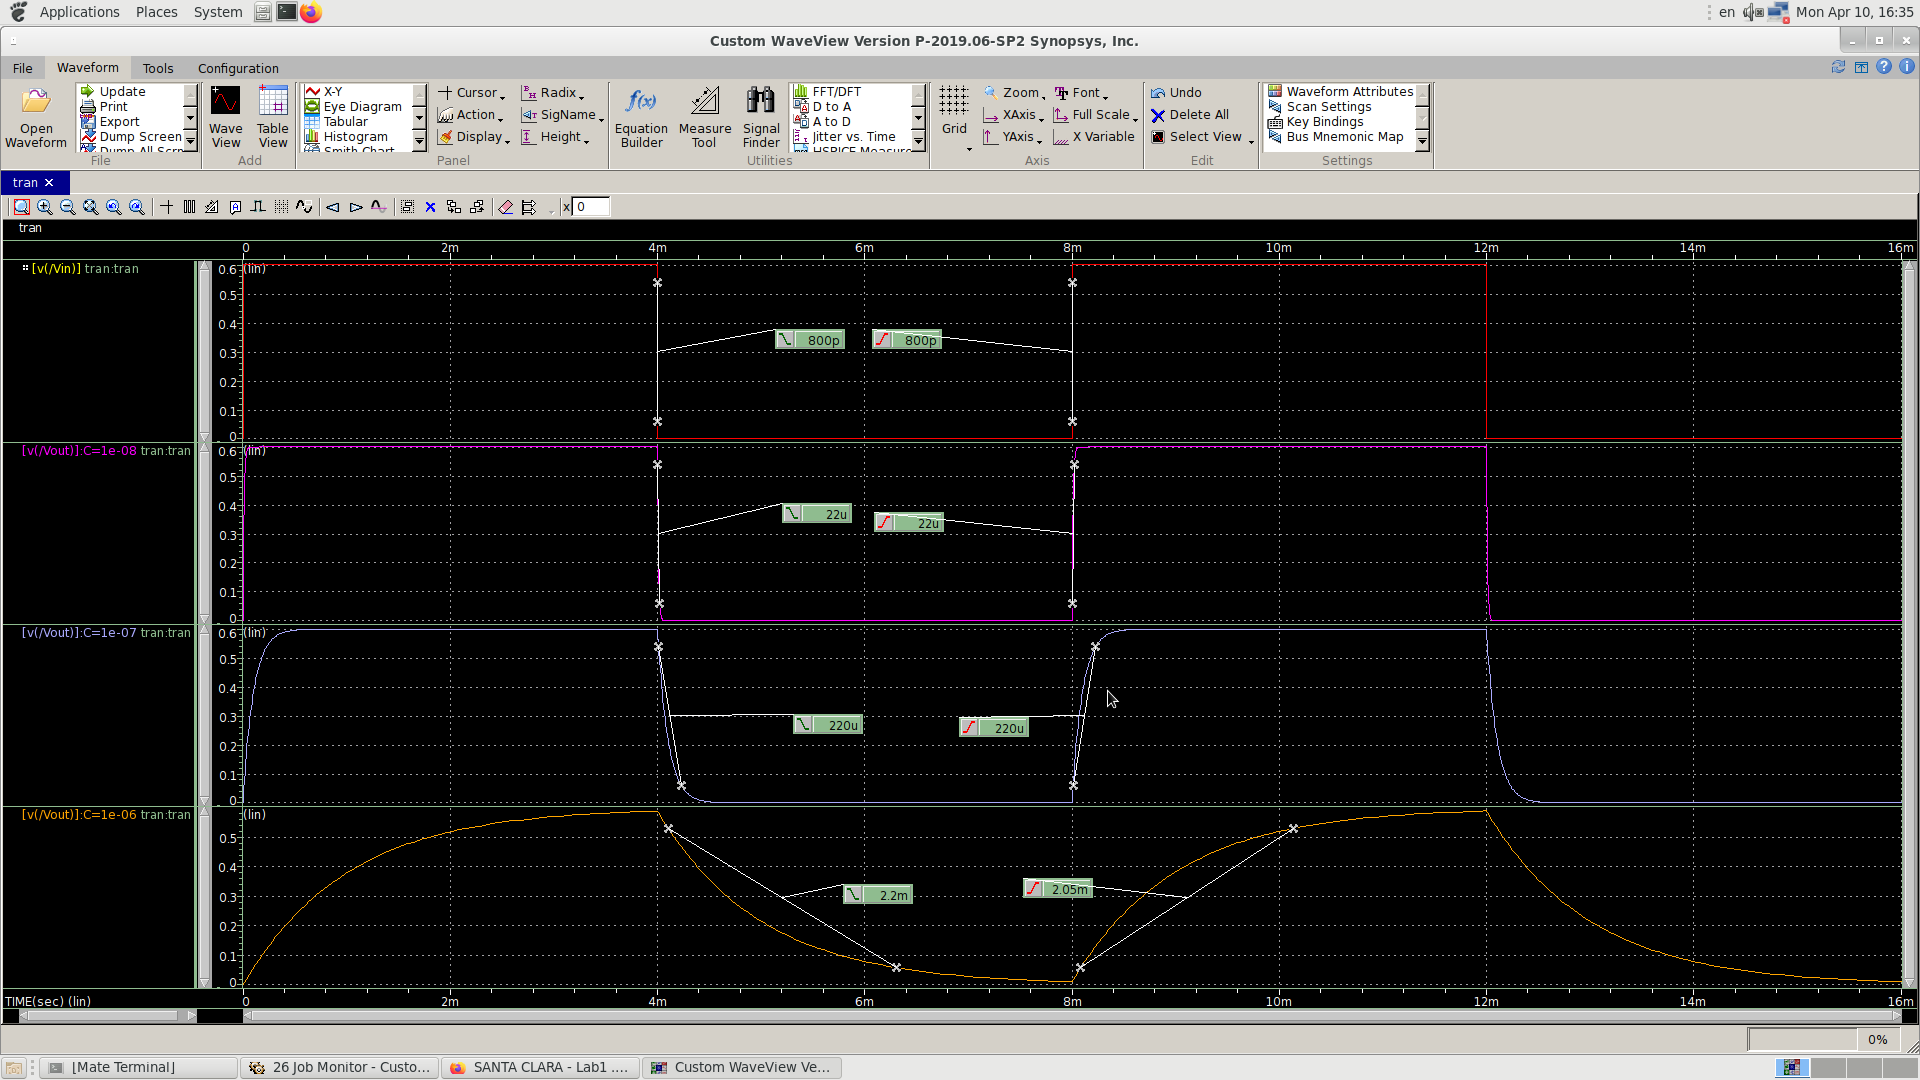 Applications Places System en Mon Apr 10, 16:35
Custom WaveView Version P-2019.06-SP2 Synopsys, Inc.
File Waveform Tools Configuration
Open Waveform
Update
Print
Export
Dump Screen
File
Wave View
Table View
Add
X-Y
Eye Diagram
Tabular
Histogram
Smith Chart
Cursor
Action
Display
Radix
SigName
Height
Panel
Equation Builder
Measure Tool
Signal Finder
FFT/DFT
D to A
A to D
Jitter vs. Time
HSPICE Measure
Utilities
Grid
Zoom
XAxis
YAxis
Font
Full Scale
X Variable
Axis
Undo
Delete All
Select View
Edit
Waveform Attributes
Scan Settings
Key Bindings
Bus Mnemonic Map
Settings
tran
x 0
tran
0 2m 4m 6m 8m 10m 12m 14m 16m
[v(/Vin)] tran:tran
0.6 (lin)
0.5
0.4
0.3
0.2
0.1
0
800p 800p
[v(/Vout)]:C=1e-08 tran:tran
0.6 (lin)
0.5
0.4
0.3
0.2
0.1
0
22u 22u
[v(/Vout)]:C=1e-07 tran:tran
0.6 (lin)
0.5
0.4
0.3
0.2
0.1
0
220u 220u
[v(/Vout)]:C=1e-06 tran:tran
(lin)
0.5
0.4
0.3
0.2
0.1
0
2.2m 2.05m
TIME(sec) (lin)
0 2m 4m 6m 8m 10m 12m 14m 16m
0%
[Mate Terminal] 26 Job Monitor - Custo... SANTA CLARA - Lab1 .... Custom WaveView Ve...